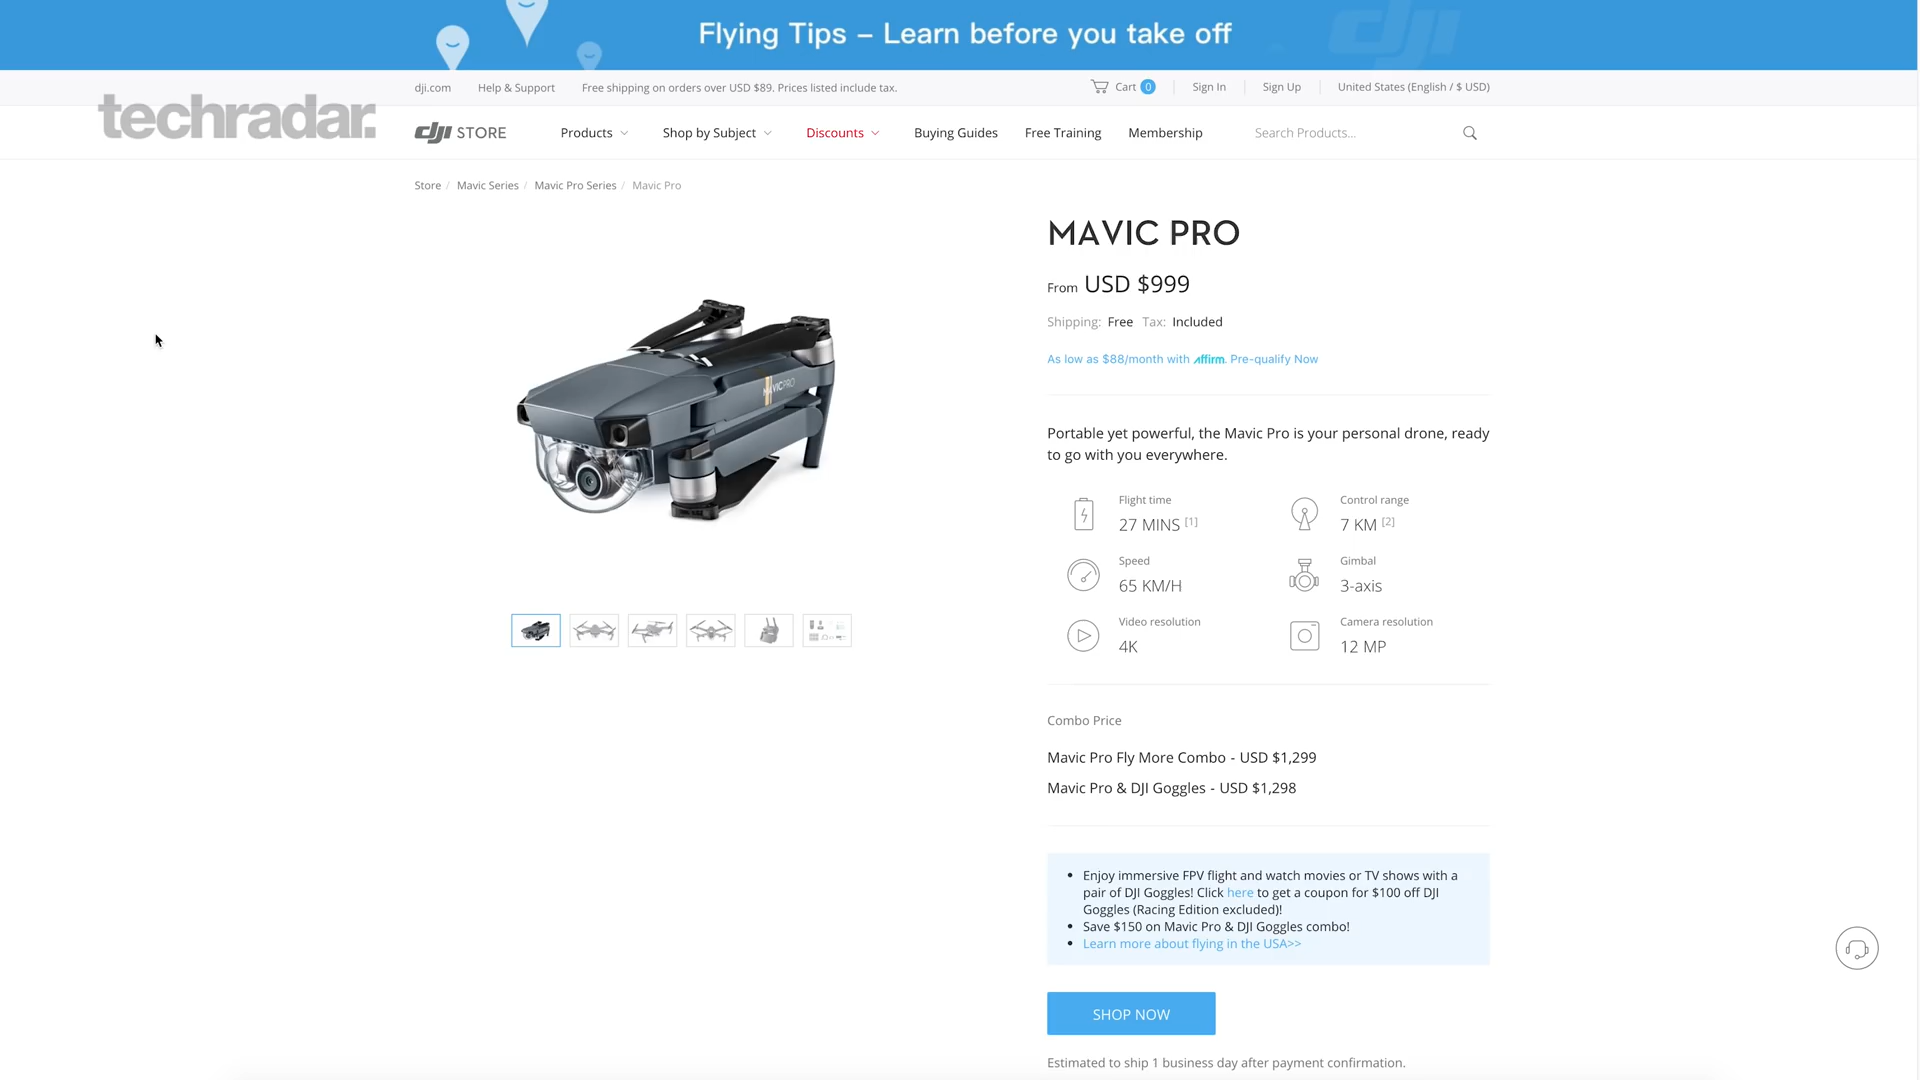 Flying Tips – Learn before you take off
dji
dji.com Help & Support Free shipping on orders over USD $89. Prices listed include tax. Cart 0 Sign In Sign Up United States (English / $ USD)
techradar.
dji STORE Products Shop by Subject Discounts Buying Guides Free Training Membership Search Products...
Store / Mavic Series / Mavic Pro Series / Mavic Pro
MAVIC PRO
From USD $999
Shipping: Free Tax: Included
As low as $88/month with affirm. Pre-qualify Now
MAVIC PRO
Portable yet powerful, the Mavic Pro is your personal drone, ready
to go with you everywhere.
Flight time
27 MINS [1]
Control range
7 KM [2]
Speed
65 KM/H
Gimbal
3-axis
Video resolution
4K
Camera resolution
12 MP
Combo Price
Mavic Pro Fly More Combo - USD $1,299
Mavic Pro & DJI Goggles - USD $1,298
• Enjoy immersive FPV flight and watch movies or TV shows with a
pair of DJI Goggles! Click here to get a coupon for $100 off DJI
Goggles (Racing Edition excluded)!
• Save $150 on Mavic Pro & DJI Goggles combo!
• Learn more about flying in the USA>>
SHOP NOW
Estimated to ship 1 business day after payment confirmation.